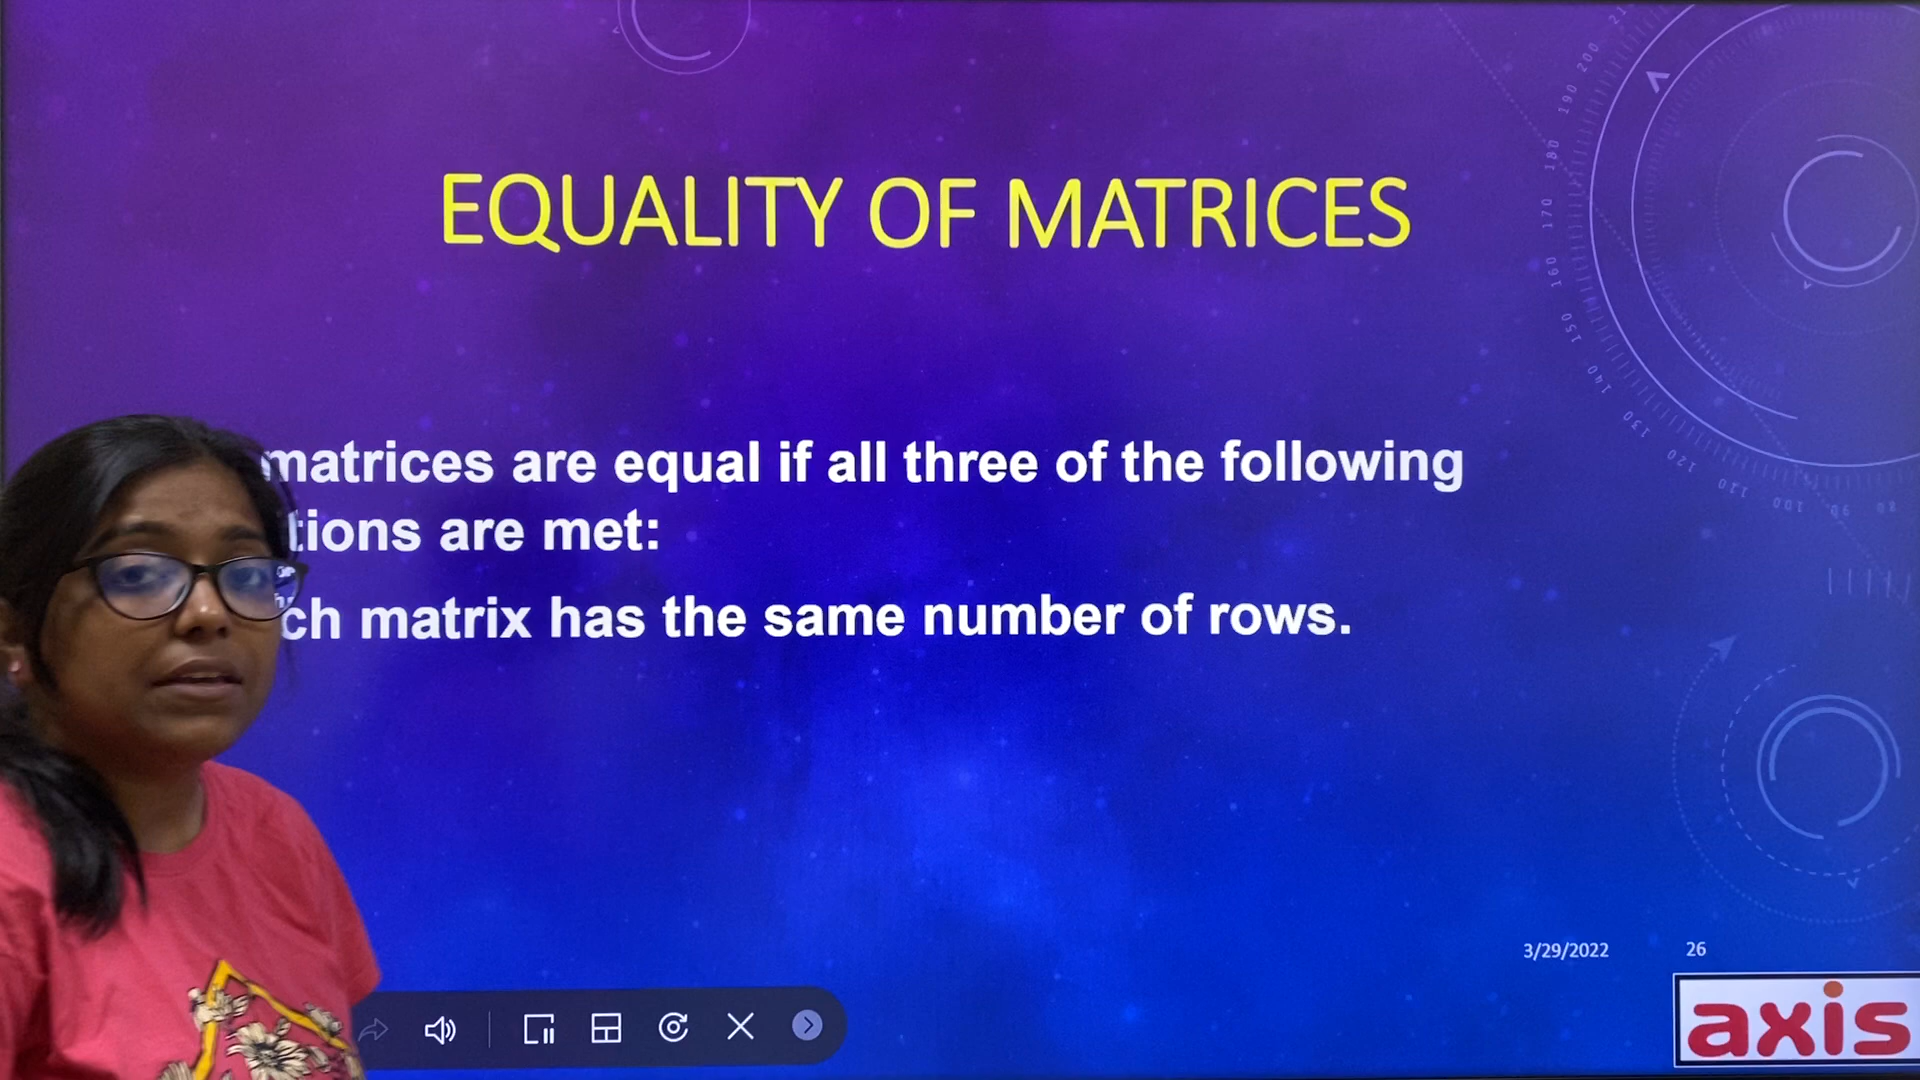 EQUALITY OF MATRICES
matrices are equal if all three of the following
tions are met:
ch matrix has the same number of rows.
3/29/2022 26
axis